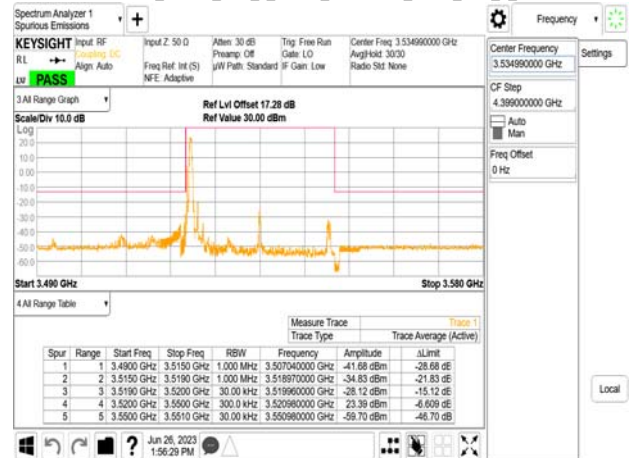 Spectrum Analyzer 1
Spurious Emissions
Frequency
KEYSIGHT Input: RF Input Z: 50 Ω Atten: 30 dB Trig: Free Run Center Freq: 3.534990000 GHz
RL Coupling: DC Preamp: Off Gate: LO Avg|Hold: 30/30
Align: Auto Freq Ref: Int (S) µW Path: Standard IF Gain: Low Radio Std: None
NFE: Adaptive
PASS
Center Frequency
3.534990000 GHz
Settings
CF Step
4.399000000 GHz
Auto
Man
Freq Offset
0 Hz
3 All Range Graph
Ref Lvl Offset 17.28 dB
Scale/Div 10.0 dB Ref Value 30.00 dBm
Log
20.0
10.0
0.00
-10.0
-20.0
-30.0
-40.0
-50.0
-60.0
Start 3.490 GHz Stop 3.580 GHz
4 All Range Table
Measure Trace Trace 1
Trace Type Trace Average (Active)
Spur Range Start Freq Stop Freq RBW Frequency Amplitude ΔLimit
1 1 3.4900 GHz 3.5150 GHz 1.000 MHz 3.507040000 GHz -41.68 dBm -28.68 dB
2 2 3.5150 GHz 3.5190 GHz 1.000 MHz 3.518970000 GHz -34.83 dBm -21.83 dB
3 3 3.5190 GHz 3.5200 GHz 30.00 kHz 3.519960000 GHz -28.12 dBm -15.12 dB
4 4 3.5200 GHz 3.5500 GHz 300.0 kHz 3.520980000 GHz 23.39 dBm -6.609 dB
5 5 3.5500 GHz 3.5510 GHz 30.00 kHz 3.550980000 GHz -59.70 dBm -46.70 dB
Local
Jun 26, 2023
1:56:29 PM